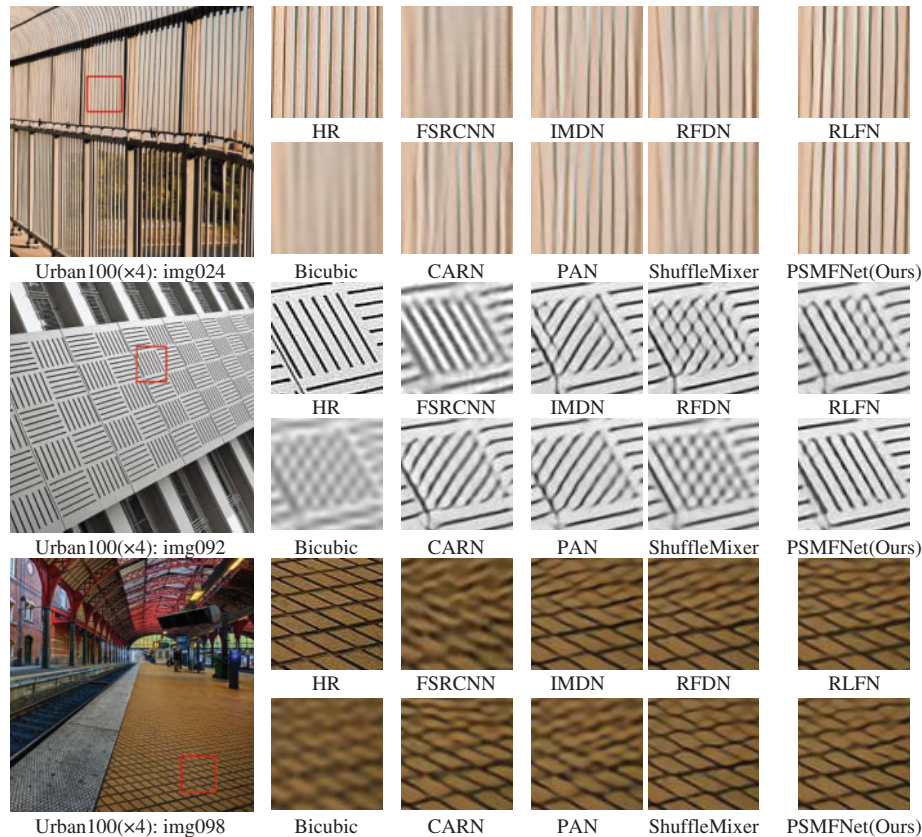 HR FSRCNN IMDN RFDN RLFN
Urban100(×4): img024 Bicubic CARN PAN ShuffleMixer PSMFNet(Ours)
HR FSRCNN IMDN RFDN RLFN
Urban100(×4): img092 Bicubic CARN PAN ShuffleMixer PSMFNet(Ours)
HR FSRCNN IMDN RFDN RLFN
Urban100(×4): img098 Bicubic CARN PAN ShuffleMixer PSMFNet(Ours)